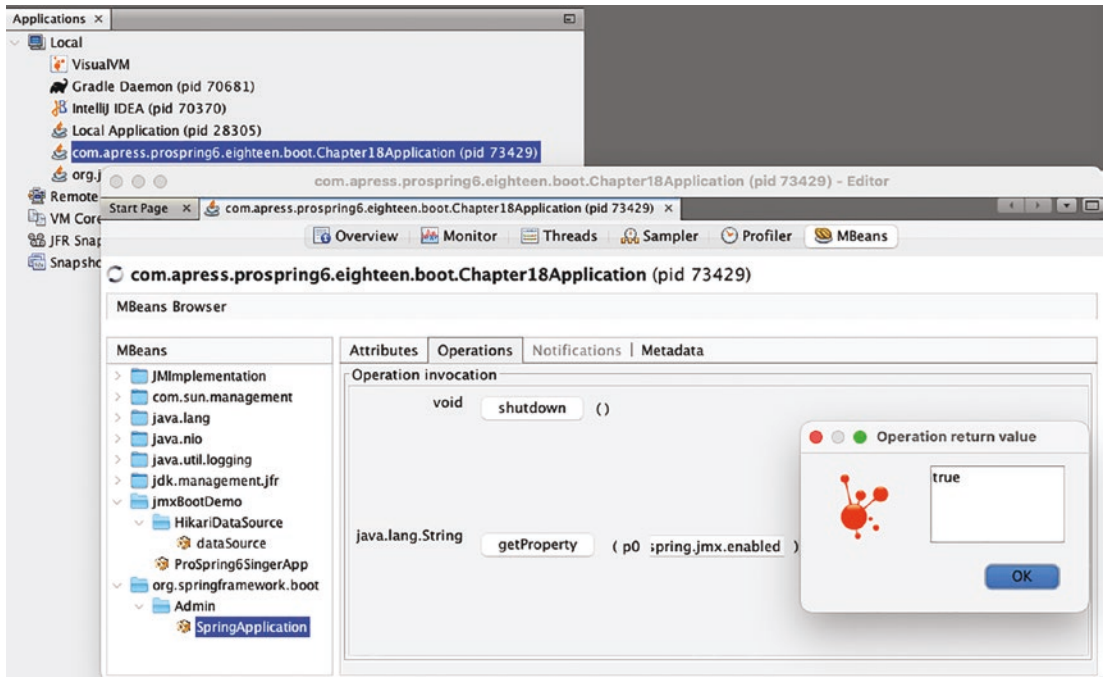 Applications
Local
VisualVM
Gradle Daemon (pid 70681)
IntelliJ IDEA (pid 70370)
Local Application (pid 28305)
com.apress.prospring6.eighteen.boot.Chapter18Application (pid 73429)
org.j
Remote
VM Core
JFR Snap
Snapsho
com.apress.prospring6.eighteen.boot.Chapter18Application (pid 73429) - Editor
Start Page com.apress.prospring6.eighteen.boot.Chapter18Application (pid 73429)
Overview Monitor Threads Sampler Profiler MBeans
com.apress.prospring6.eighteen.boot.Chapter18Application (pid 73429)
MBeans Browser
MBeans
JMImplementation
com.sun.management
java.lang
java.nio
java.util.logging
jdk.management.jfr
jmxBootDemo
HikariDataSource
dataSource
ProSpring6SingerApp
org.springframework.boot
Admin
SpringApplication
Attributes Operations Notifications | Metadata
Operation invocation
void shutdown ()
java.lang.String getProperty ( p0 spring.jmx.enabled )
Operation return value
true
OK